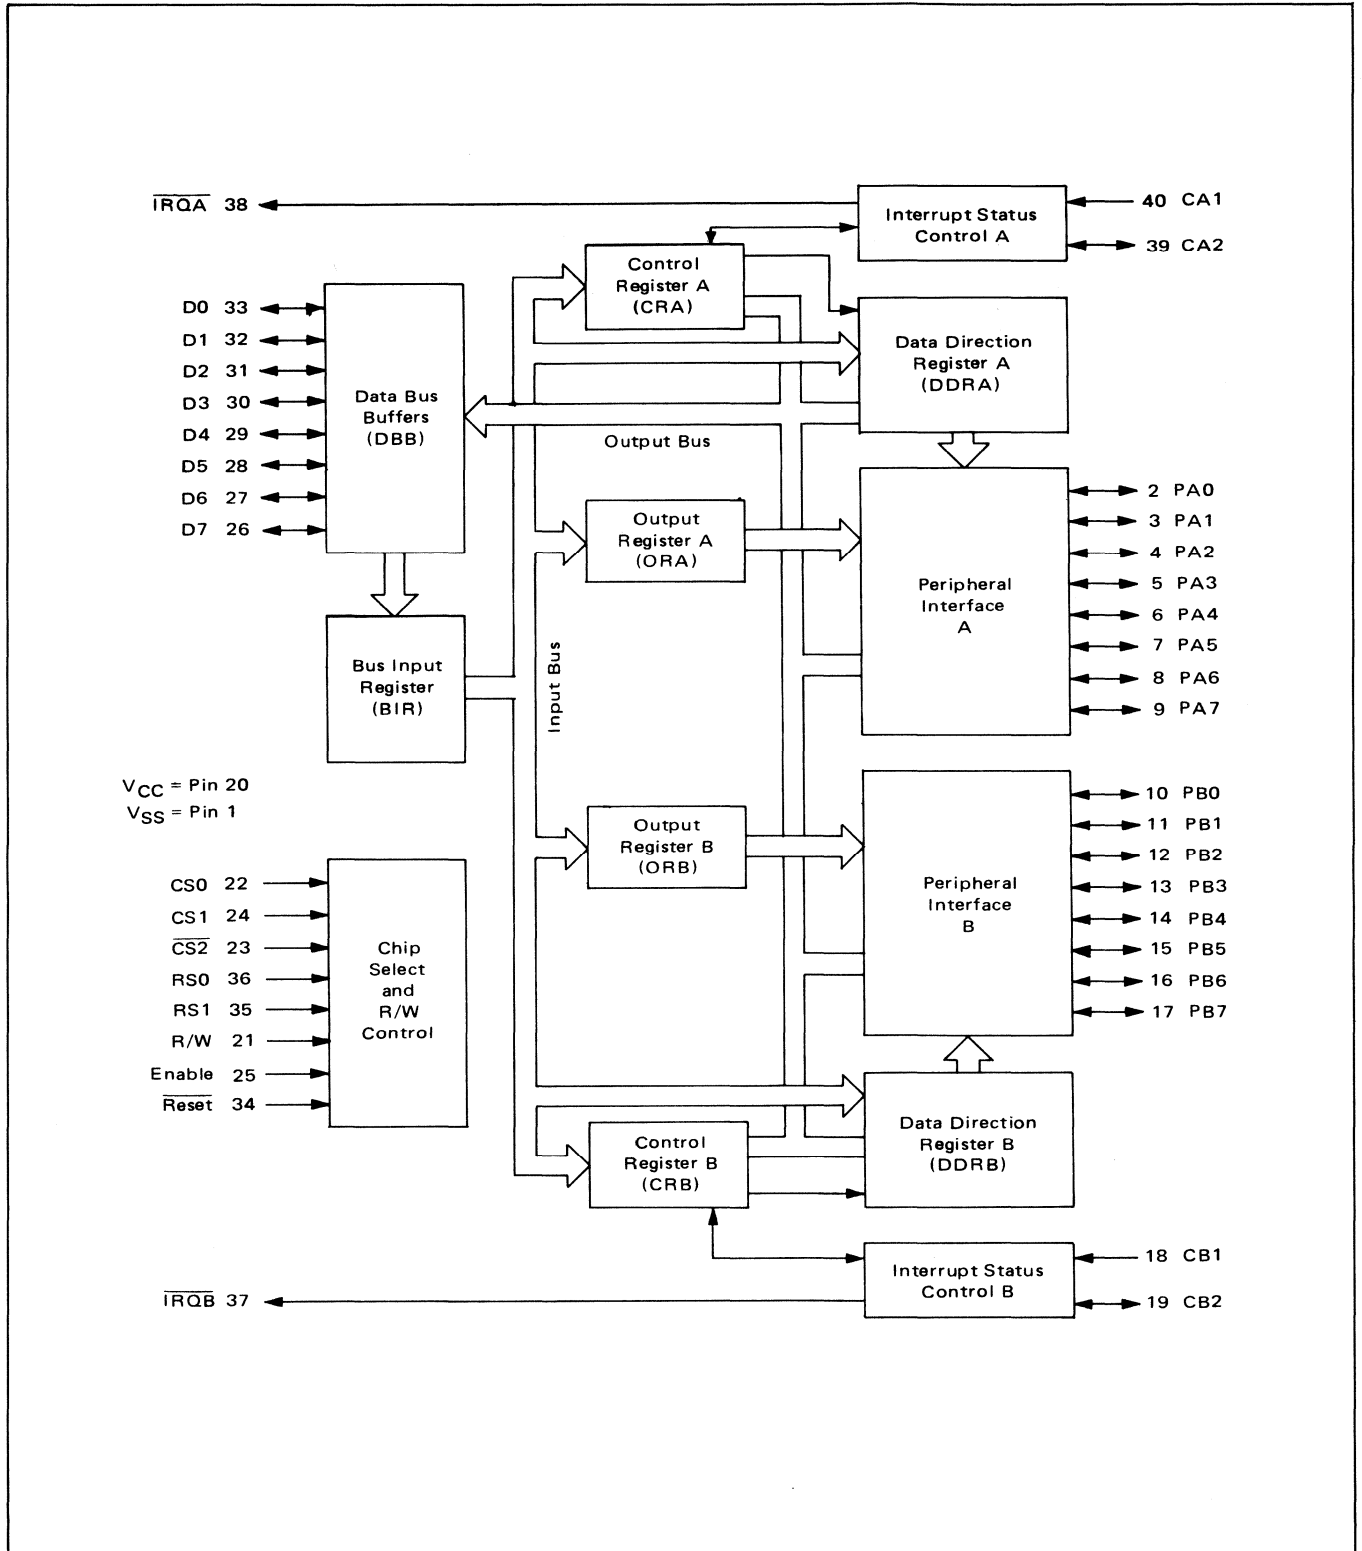 IRQA 38
Interrupt Status
Control A
40 CA1
39 CA2
Control
Register A
(CRA)
D0 33
D1 32
D2 31
D3 30
D4 29
D5 28
D6 27
D7 26
Data Bus
Buffers
(DBB)
Data Direction
Register A
(DDRA)
Output Bus
Output
Register A
(ORA)
Peripheral
Interface
A
2 PA0
3 PA1
4 PA2
5 PA3
6 PA4
7 PA5
8 PA6
9 PA7
Bus Input
Register
(BIR)
Input Bus
VCC = Pin 20
VSS = Pin 1
Output
Register B
(ORB)
Peripheral
Interface
B
10 PB0
11 PB1
12 PB2
13 PB3
14 PB4
15 PB5
16 PB6
17 PB7
CS0 22
CS1 24
CS2 23
RS0 36
RS1 35
R/W 21
Enable 25
Reset 34
Chip
Select
and
R/W
Control
Control
Register B
(CRB)
Data Direction
Register B
(DDRB)
Interrupt Status
Control B
18 CB1
19 CB2
IRQB 37